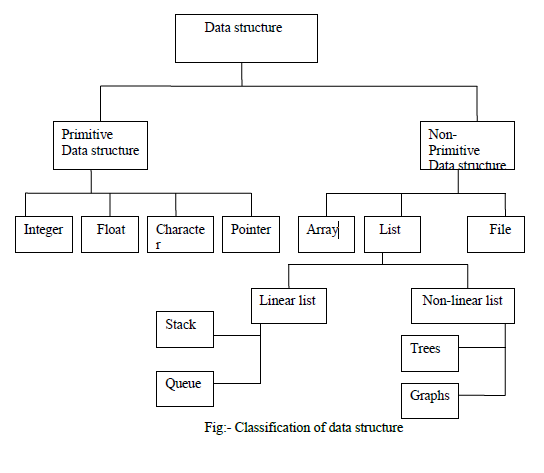 Data structure
Primitive
Data structure
Non-
Primitive
Data structure
Integer
Float
Characte
r
Pointer
Array
List
File
Linear list
Non-linear list
Stack
Trees
Queue
Graphs
Fig:- Classification of data structure